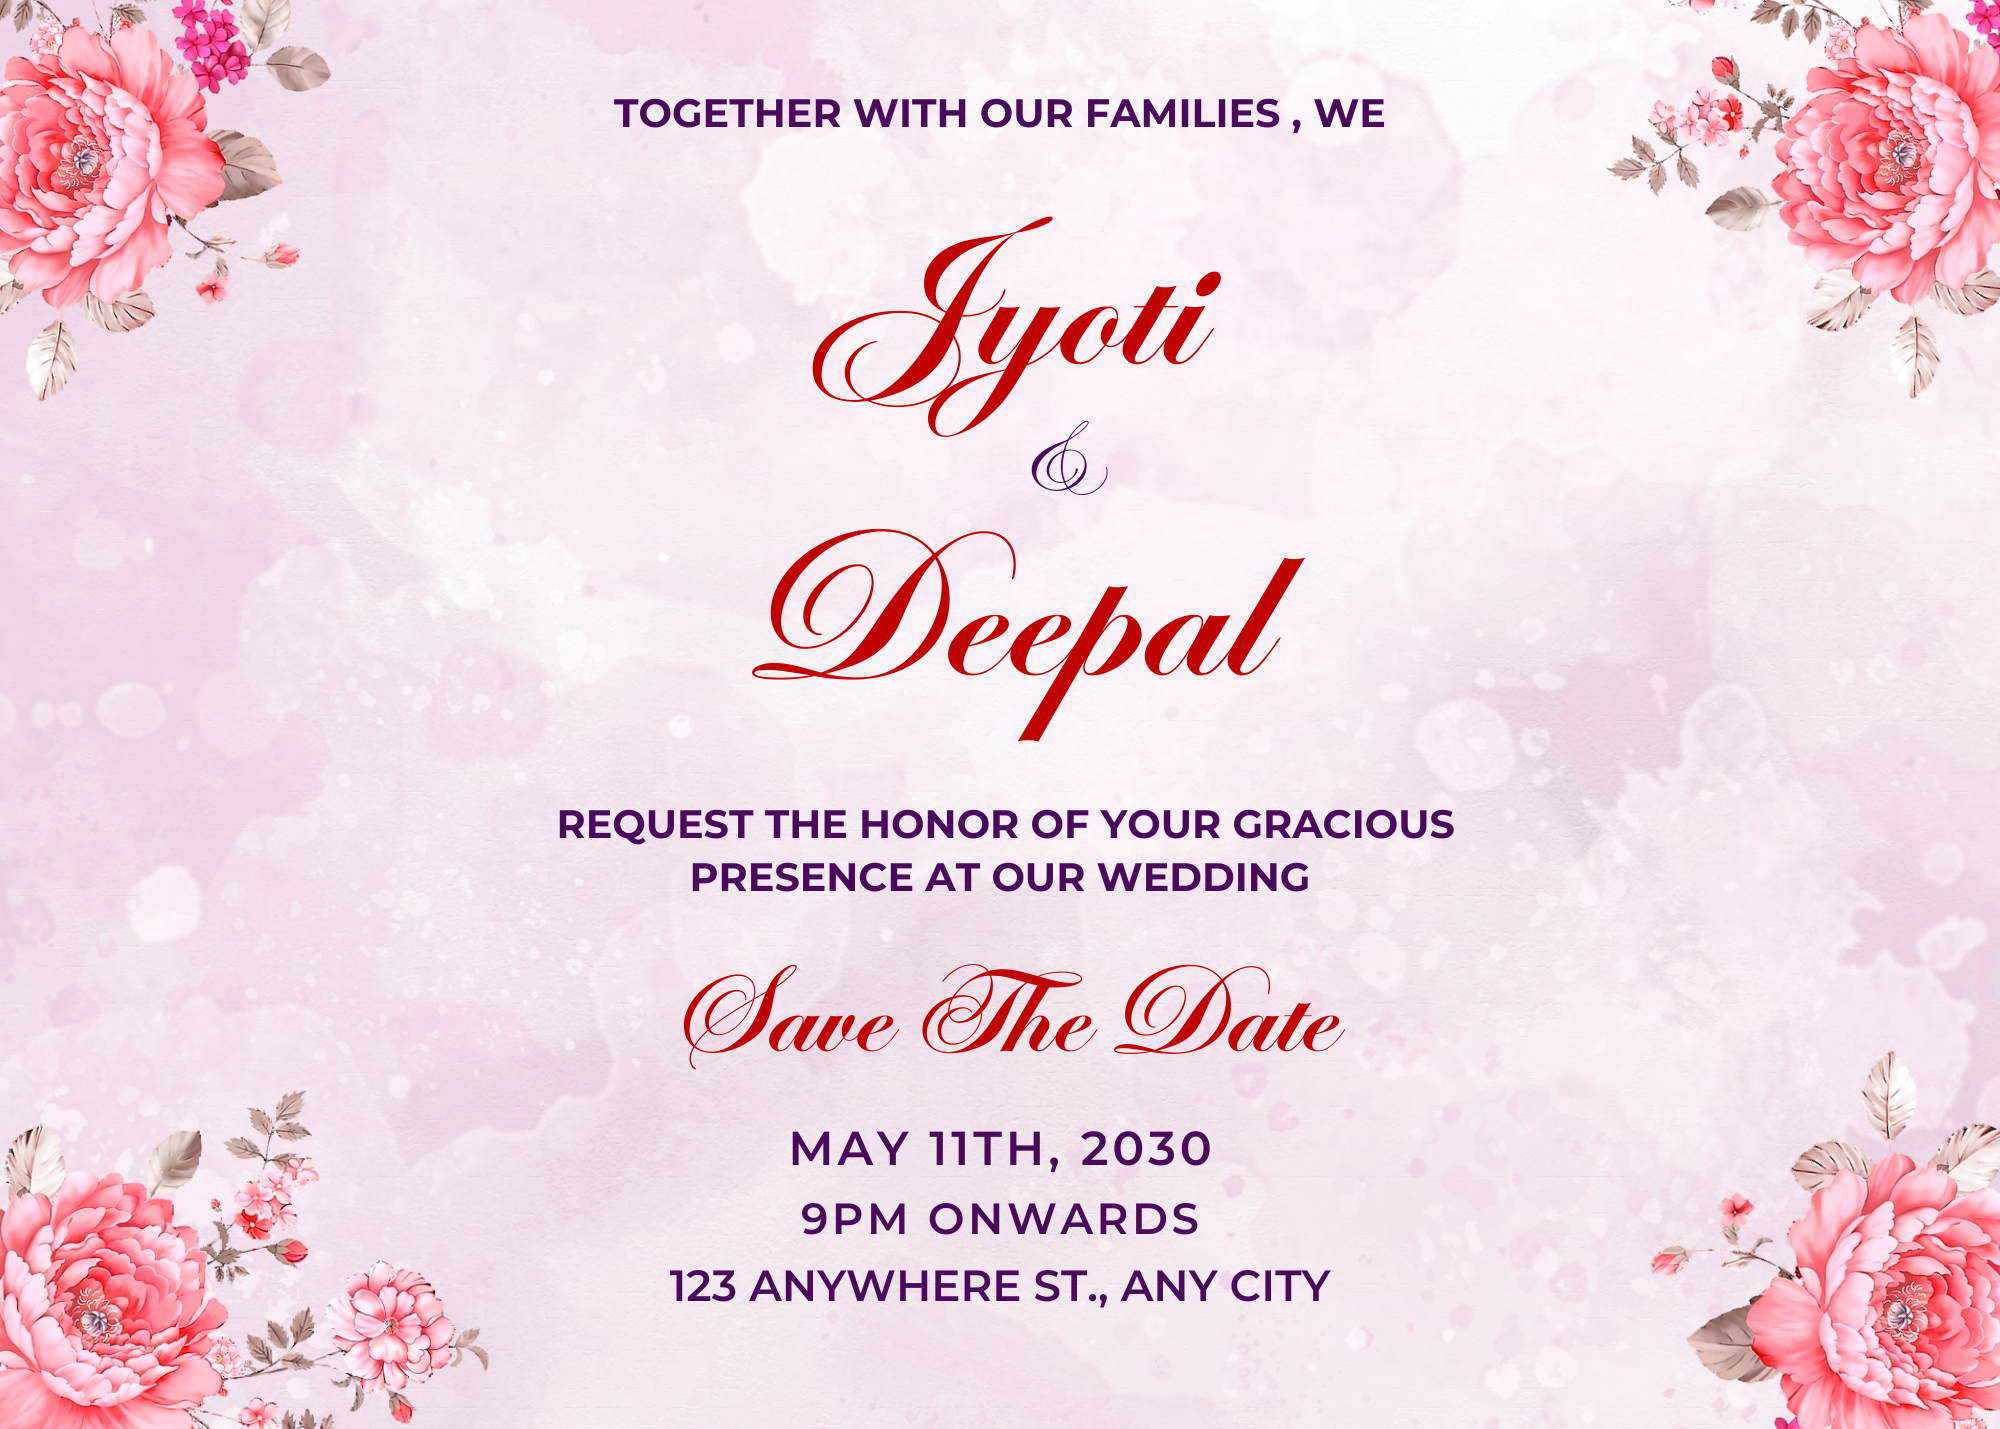 TOGETHER WITH OUR FAMILIES , WE
Jyoti
&
Deepal
REQUEST THE HONOR OF YOUR GRACIOUS
PRESENCE AT OUR WEDDING
Save The Date
MAY 11TH, 2030
9PM ONWARDS
123 ANYWHERE ST., ANY CITY